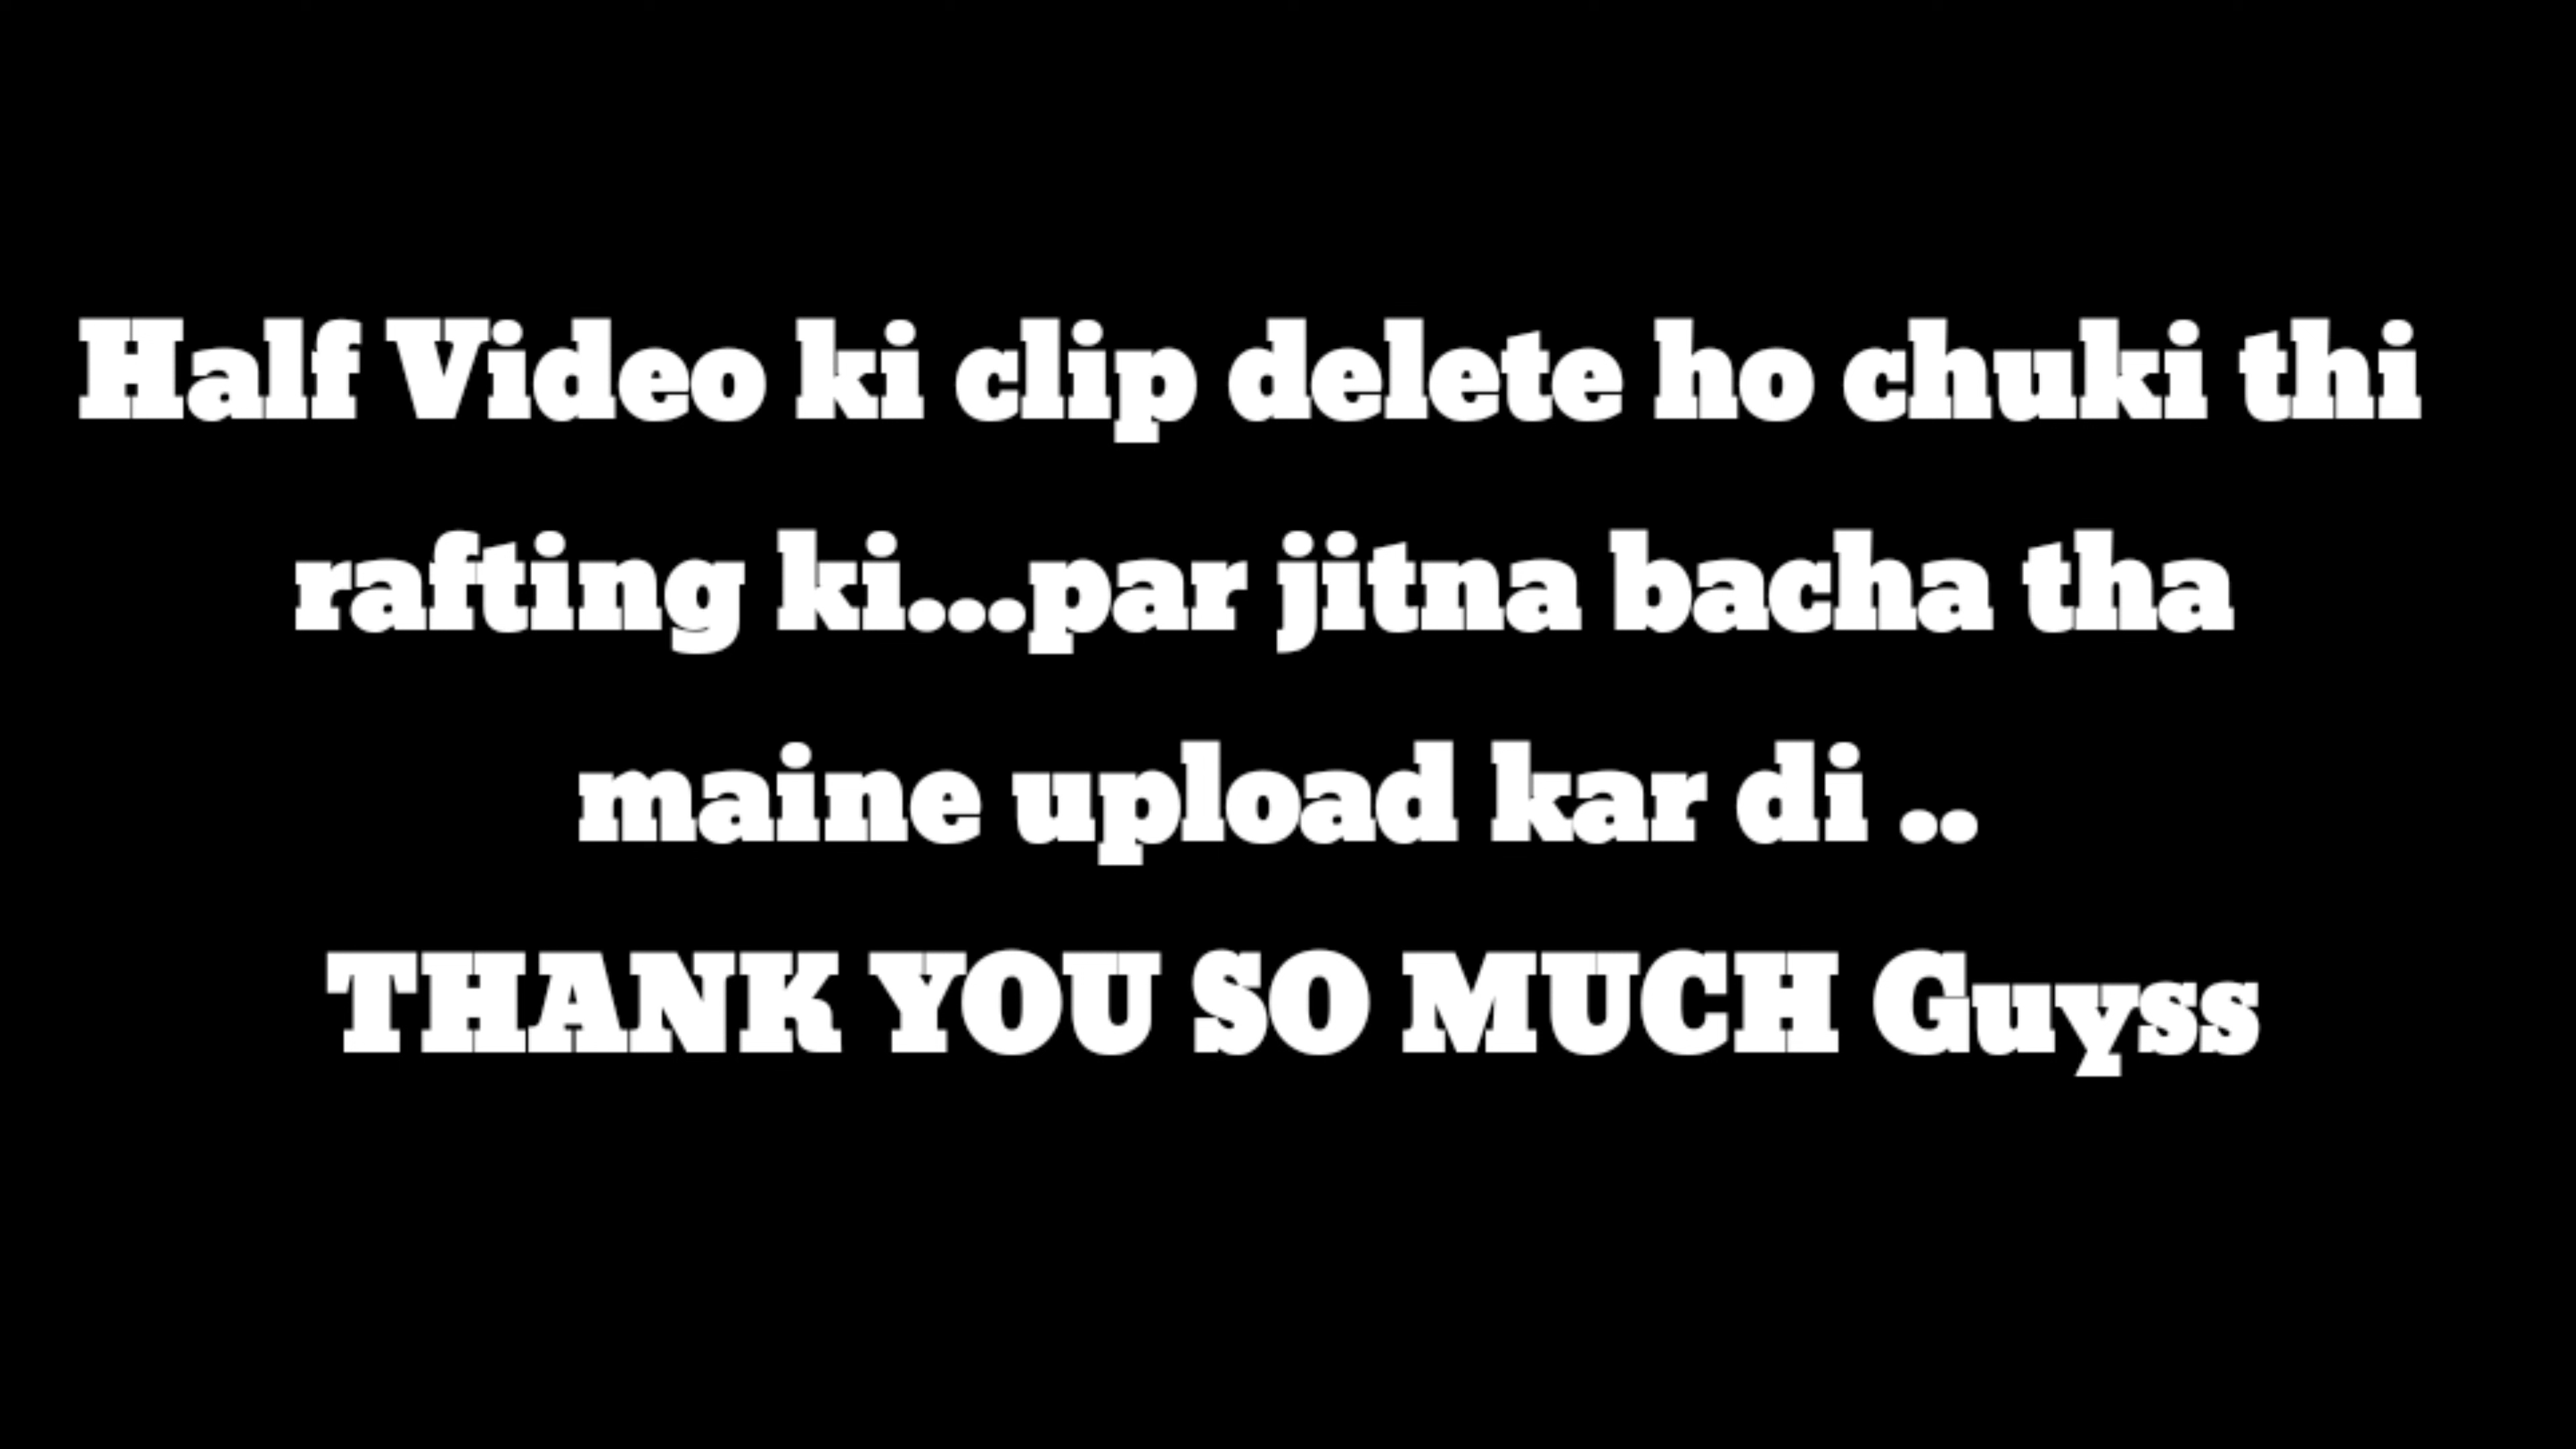 Half Video ki clip delete ho chuki thi
rafting ki...par jitna bacha tha
maine upload kar di ..
THANK YOU SO MUCH Guyss